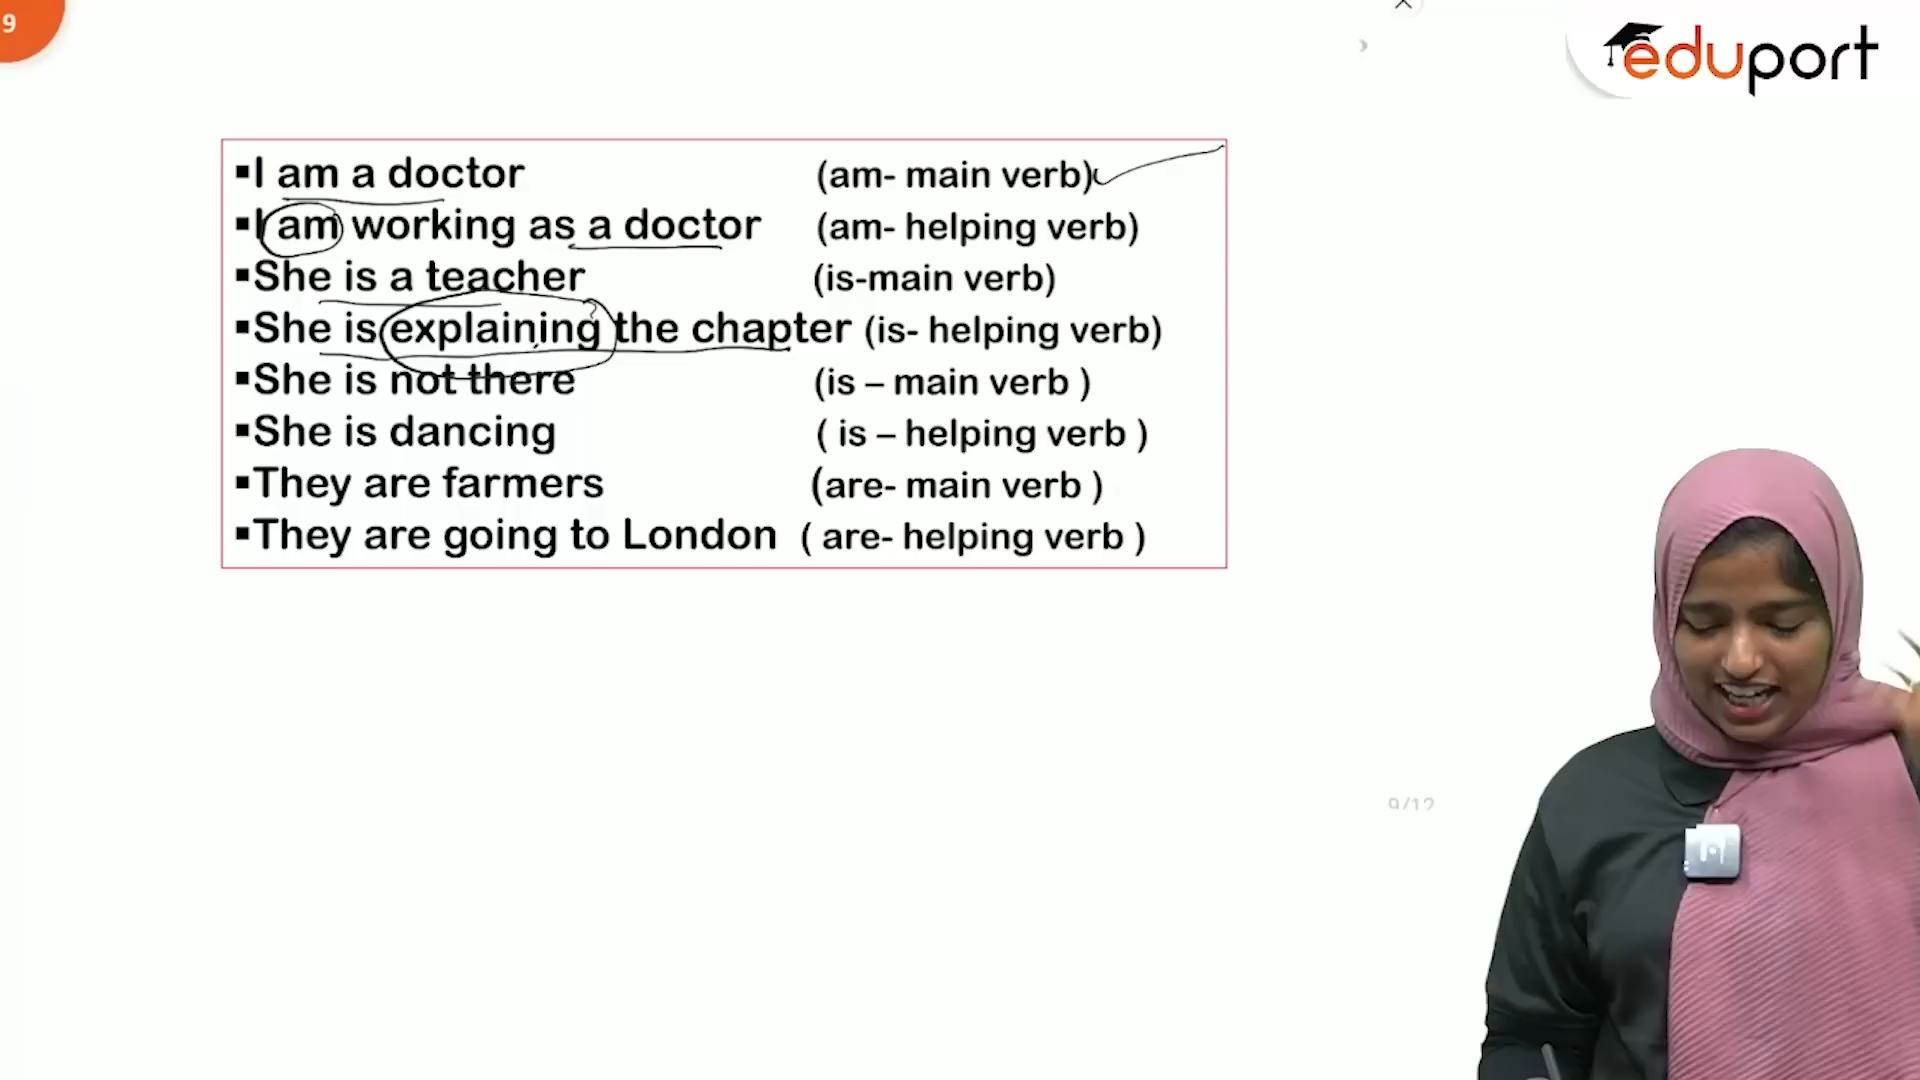 9
eduport
▪I am a doctor (am- main verb)
▪I am working as a doctor (am- helping verb)
▪She is a teacher (is-main verb)
▪She is explaining the chapter (is- helping verb)
▪She is not there (is – main verb )
▪She is dancing ( is – helping verb )
▪They are farmers (are- main verb )
▪They are going to London ( are- helping verb )
9/12